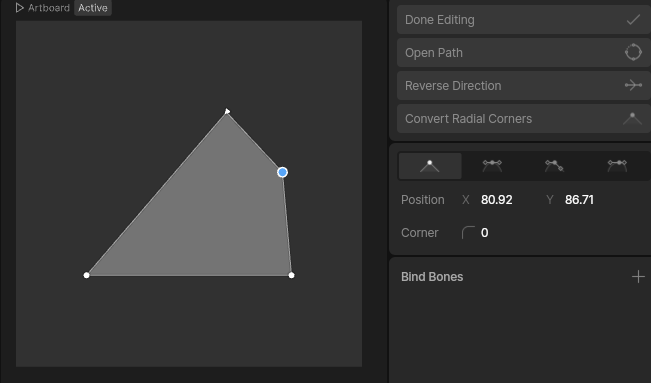 Artboard Active
Done Editing
Open Path
Reverse Direction
Convert Radial Corners
Position X 80.92 Y 86.71
Corner 0
Bind Bones